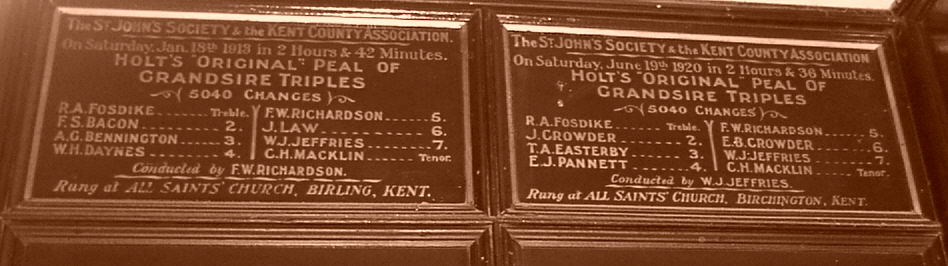 The St. John's Society & the Kent County Association.
On Saturday, Jan. 18th 1913 in 2 Hours & 42 Minutes.
Holt's "Original" Peal of
Grandsire Triples
5040 Changes
R.A. Fosdike Treble.
F.S. Bacon 2.
A.G. Bennington 3.
W.H. Daynes 4.
F.W. Richardson 5.
J. Law 6.
W.J. Jeffries 7.
C.H. Macklin Tenor.
Conducted by F.W. Richardson.
Rung at ALL SAINTS' CHURCH, BIRLING, KENT.
The St. John's Society & the Kent County Association
On Saturday, June 19th 1920 in 2 Hours & 36 Minutes.
Holt's "Original" Peal of
Grandsire Triples
5040 Changes
R.A. Fosdike Treble.
J. Crowder 2.
T.A. Easterby 3.
E.J. Pannett 4.
F.W. Richardson 5.
E.B. Crowder 6.
W.J. Jeffries 7.
C.H. Macklin Tenor.
Conducted by W.J. Jeffries.
Rung at ALL SAINTS' CHURCH, BIRCHINGTON, KENT.